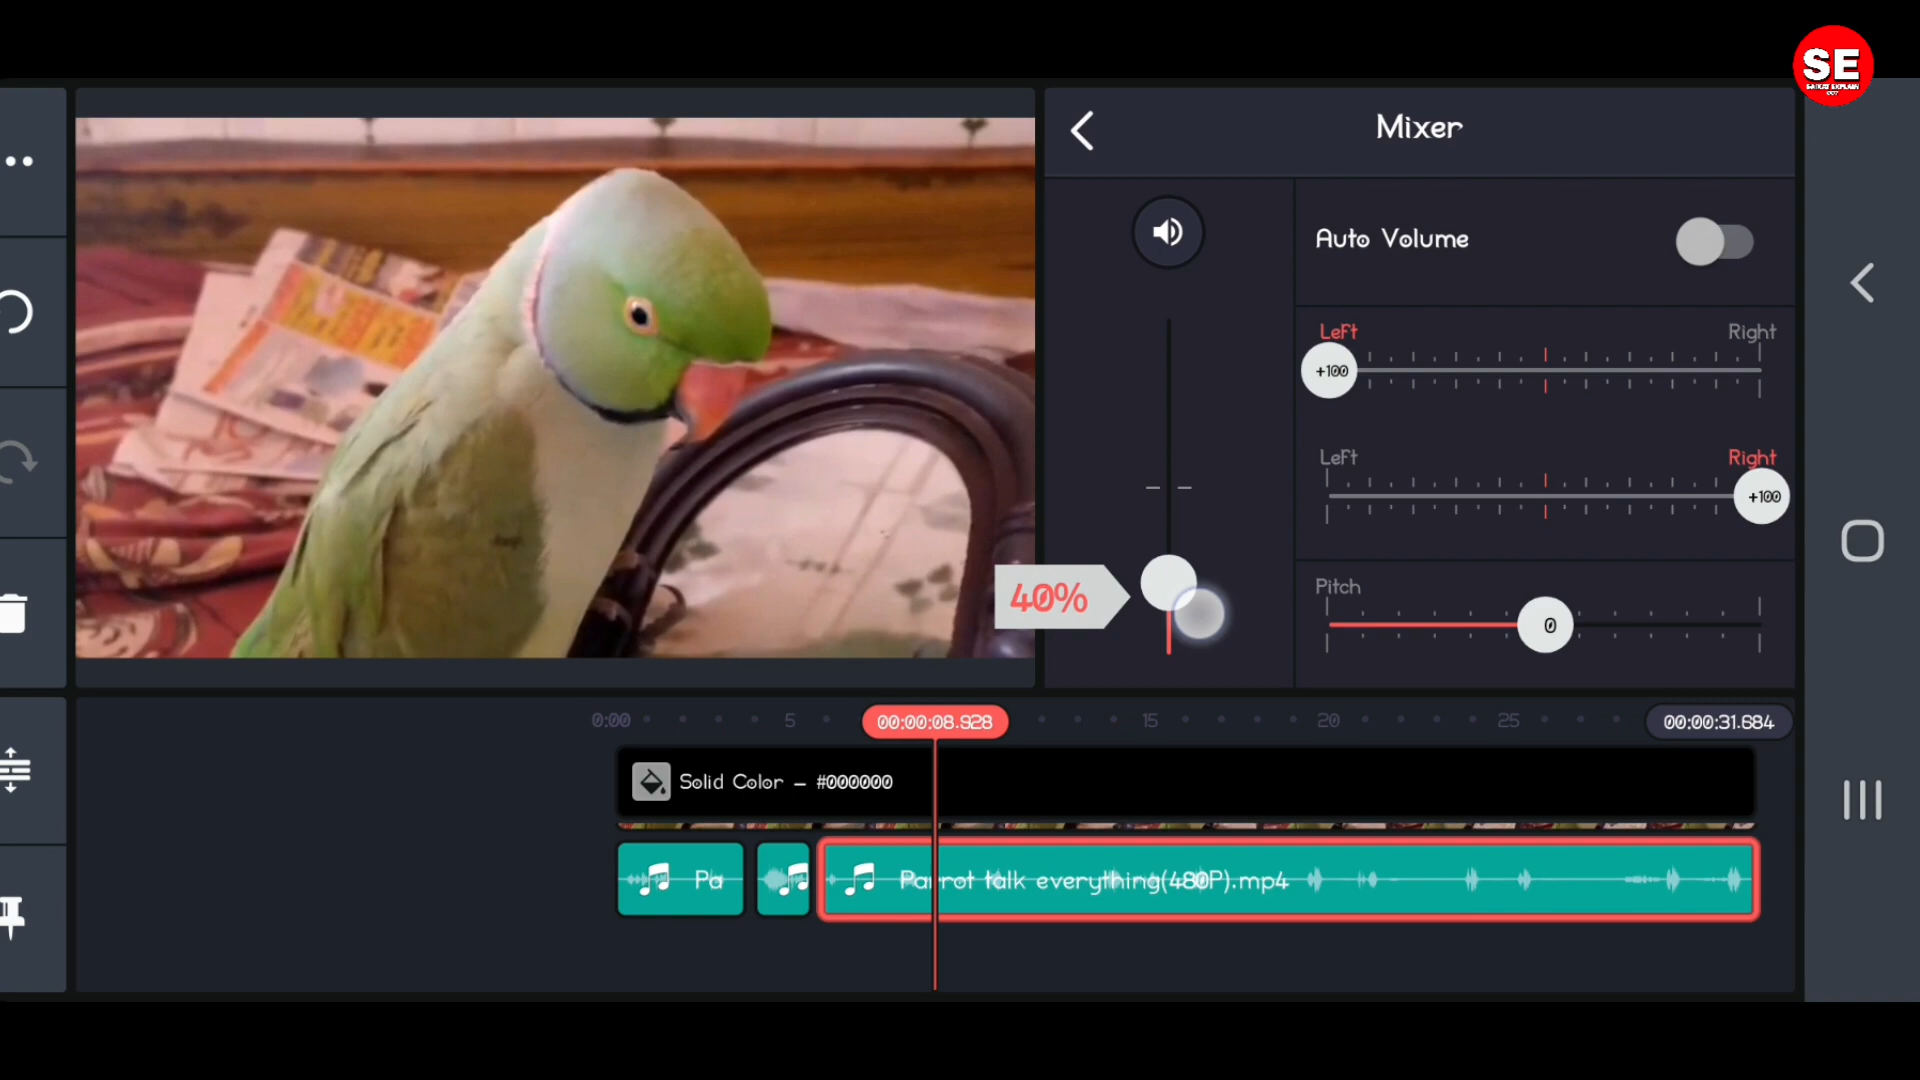 SE
Mixer
Auto Volume
Left
Right
+100
Left
Right
+100
40%
Pitch
0
0:00
5
00:00:08.928
15
20
25
00:00:31.684
Solid Color – #000000
Pa
Parrot talk everything(480P).mp4